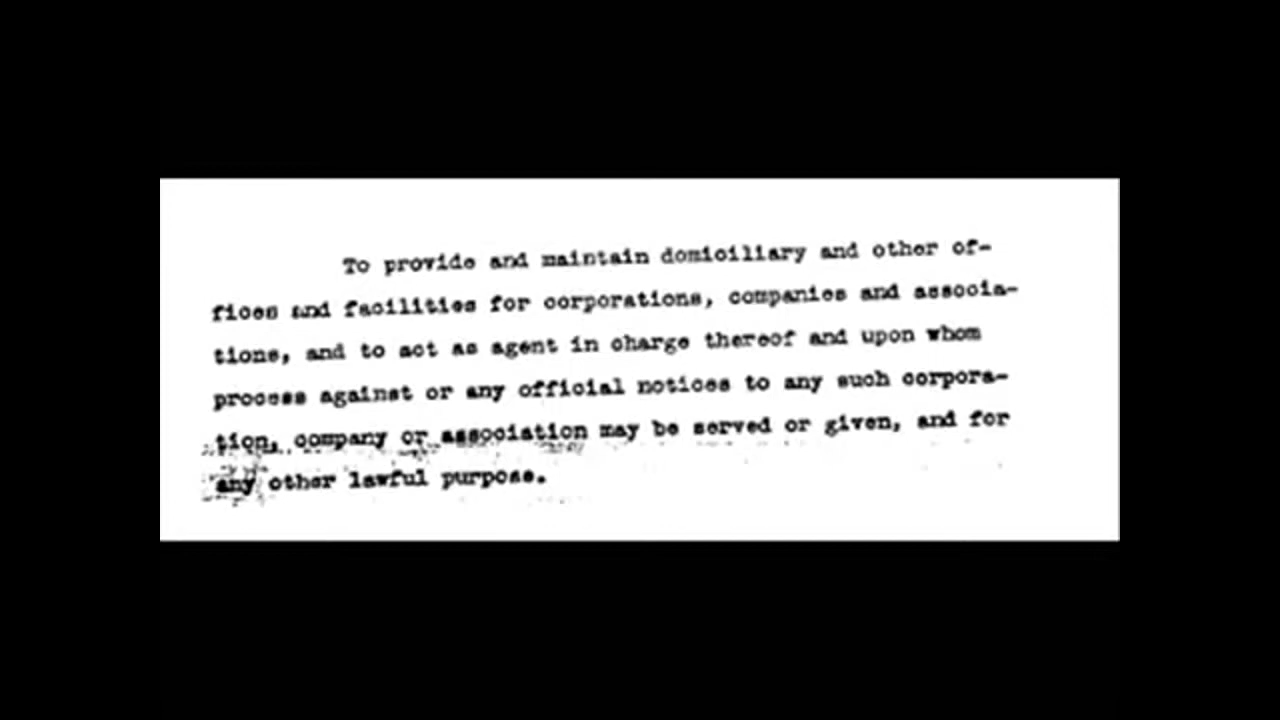 To provide and maintain domiciliary and other of-
fices and facilities for corporations, companies and associa-
tions, and to act as agent in charge thereof and upon whom
process against or any official notices to any such corpora-
tion, company or association may be served or given, and for
any other lawful purpose.